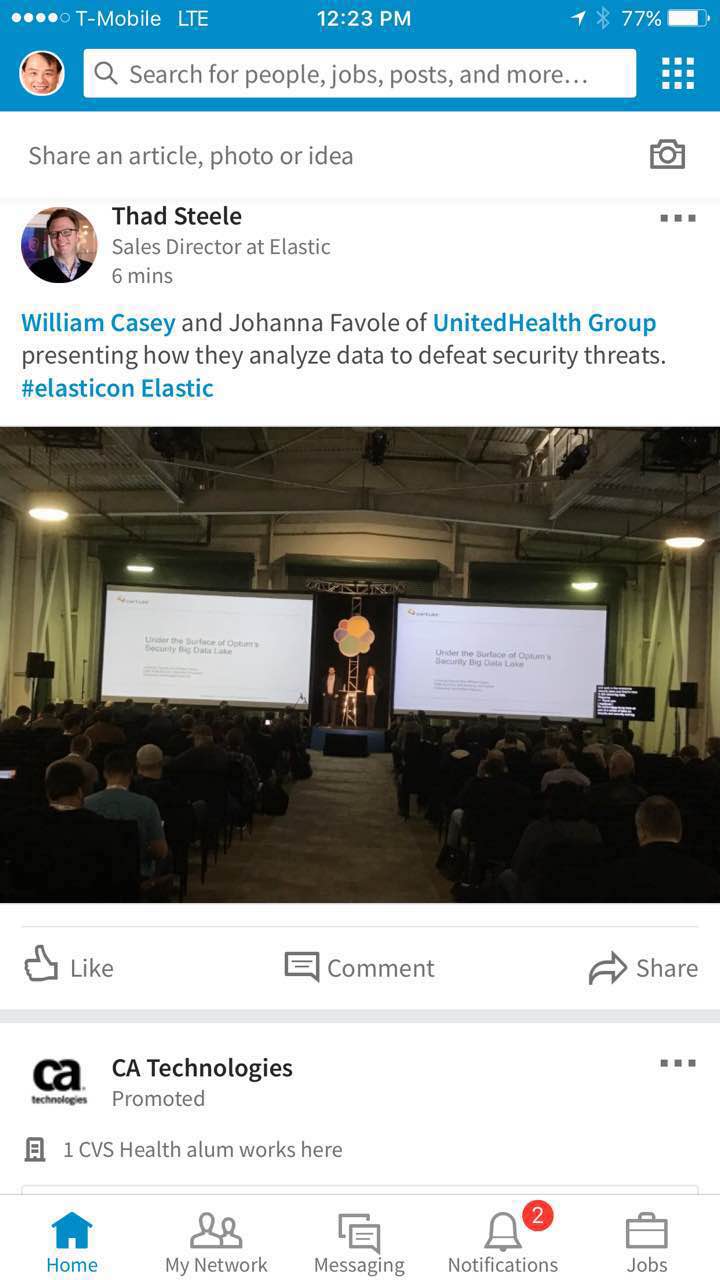 T-Mobile LTE 12:23 PM 77%
Search for people, jobs, posts, and more...
Share an article, photo or idea
Thad Steele
Sales Director at Elastic
6 mins
William Casey and Johanna Favole of UnitedHealth Group
presenting how they analyze data to defeat security threats.
#elasticon Elastic
Under the Surface of Optum's
Security Big Data Lake
Under the Surface of Optum's
Security Big Data Lake
Like Comment Share
ca
technologies
CA Technologies
Promoted
1 CVS Health alum works here
2
Home My Network Messaging Notifications Jobs